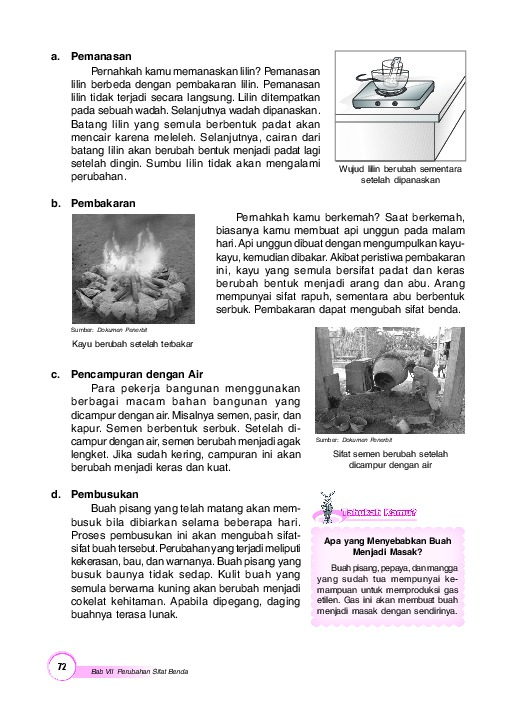 a. Pemanasan
Pernahkah kamu memanaskan lilin? Pemanasan
lilin berbeda dengan pembakaran lilin. Pemanasan
lilin tidak terjadi secara langsung. Lilin ditempatkan
pada sebuah wadah. Selanjutnya wadah dipanaskan.
Batang lilin yang semula berbentuk padat akan
mencair karena meleleh. Selanjutnya, cairan dari
batang lilin akan berubah bentuk menjadi padat lagi
setelah dingin. Sumbu lilin tidak akan mengalami
perubahan.
Wujud lilin berubah sementara
setelah dipanaskan
b. Pembakaran
Sumber: Dokumen Penerbit
Kayu berubah setelah terbakar
Pernahkah kamu berkemah? Saat berkemah,
biasanya kamu membuat api unggun pada malam
hari. Api unggun dibuat dengan mengumpulkan kayu-
kayu, kemudian dibakar. Akibat peristiwa pembakaran
ini, kayu yang semula bersifat padat dan keras
berubah bentuk menjadi arang dan abu. Arang
mempunyai sifat rapuh, sementara abu berbentuk
serbuk. Pembakaran dapat mengubah sifat benda.
c. Pencampuran dengan Air
Para pekerja bangunan menggunakan
berbagai macam bahan bangunan yang
dicampur dengan air. Misalnya semen, pasir, dan
kapur. Semen berbentuk serbuk. Setelah di-
campur dengan air, semen berubah menjadi agak
lengket. Jika sudah kering, campuran ini akan
berubah menjadi keras dan kuat.
Sumber: Dokumen Penerbit
Sifat semen berubah setelah
dicampur dengan air
d. Pembusukan
Buah pisang yang telah matang akan mem-
busuk bila dibiarkan selama beberapa hari.
Proses pembusukan ini akan mengubah sifat-
sifat buah tersebut. Perubahan yang terjadi meliputi
kekerasan, bau, dan warnanya. Buah pisang yang
busuk baunya tidak sedap. Kulit buah yang
semula berwarna kuning akan berubah menjadi
cokelat kehitaman. Apabila dipegang, daging
buahnya terasa lunak.
Tahukah Kamu?
Apa yang Menyebabkan Buah
Menjadi Masak?
Buah pisang, pepaya, dan mangga
yang sudah tua mempunyai ke-
mampuan untuk memproduksi gas
etilen. Gas ini akan membuat buah
menjadi masak dengan sendirinya.
72
Bab VII Perubahan Sifat Benda